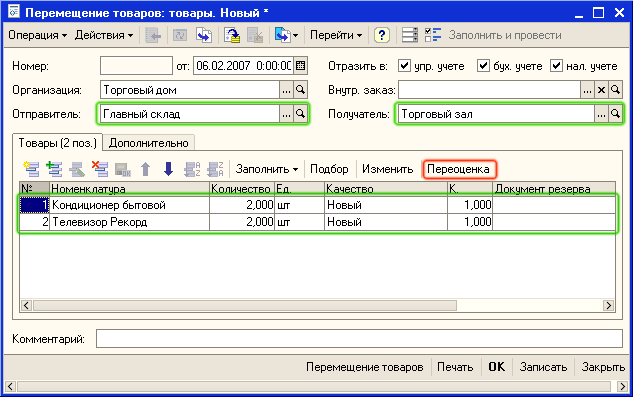 Перемещение товаров: товары. Новый *
Операция Действия Перейти ? Заполнить и провести
Номер: от: 06.02.2007 0:00:00 Отразить в: упр. учете бух. учете нал. учете
Организация: Торговый дом ... Внутр. заказ: ... ×
Отправитель: Главный склад ... Получатель: Торговый зал ...
Товары (2 поз.) Дополнительно
Заполнить Подбор Изменить Переоценка
№ Номенклатура Количество Ед. Качество К. Документ резерва
1 Кондиционер бытовой 2,000 шт Новый 1,000
2 Телевизор Рекорд 2,000 шт Новый 1,000
Комментарий:
Перемещение товаров Печать OK Записать Закрыть